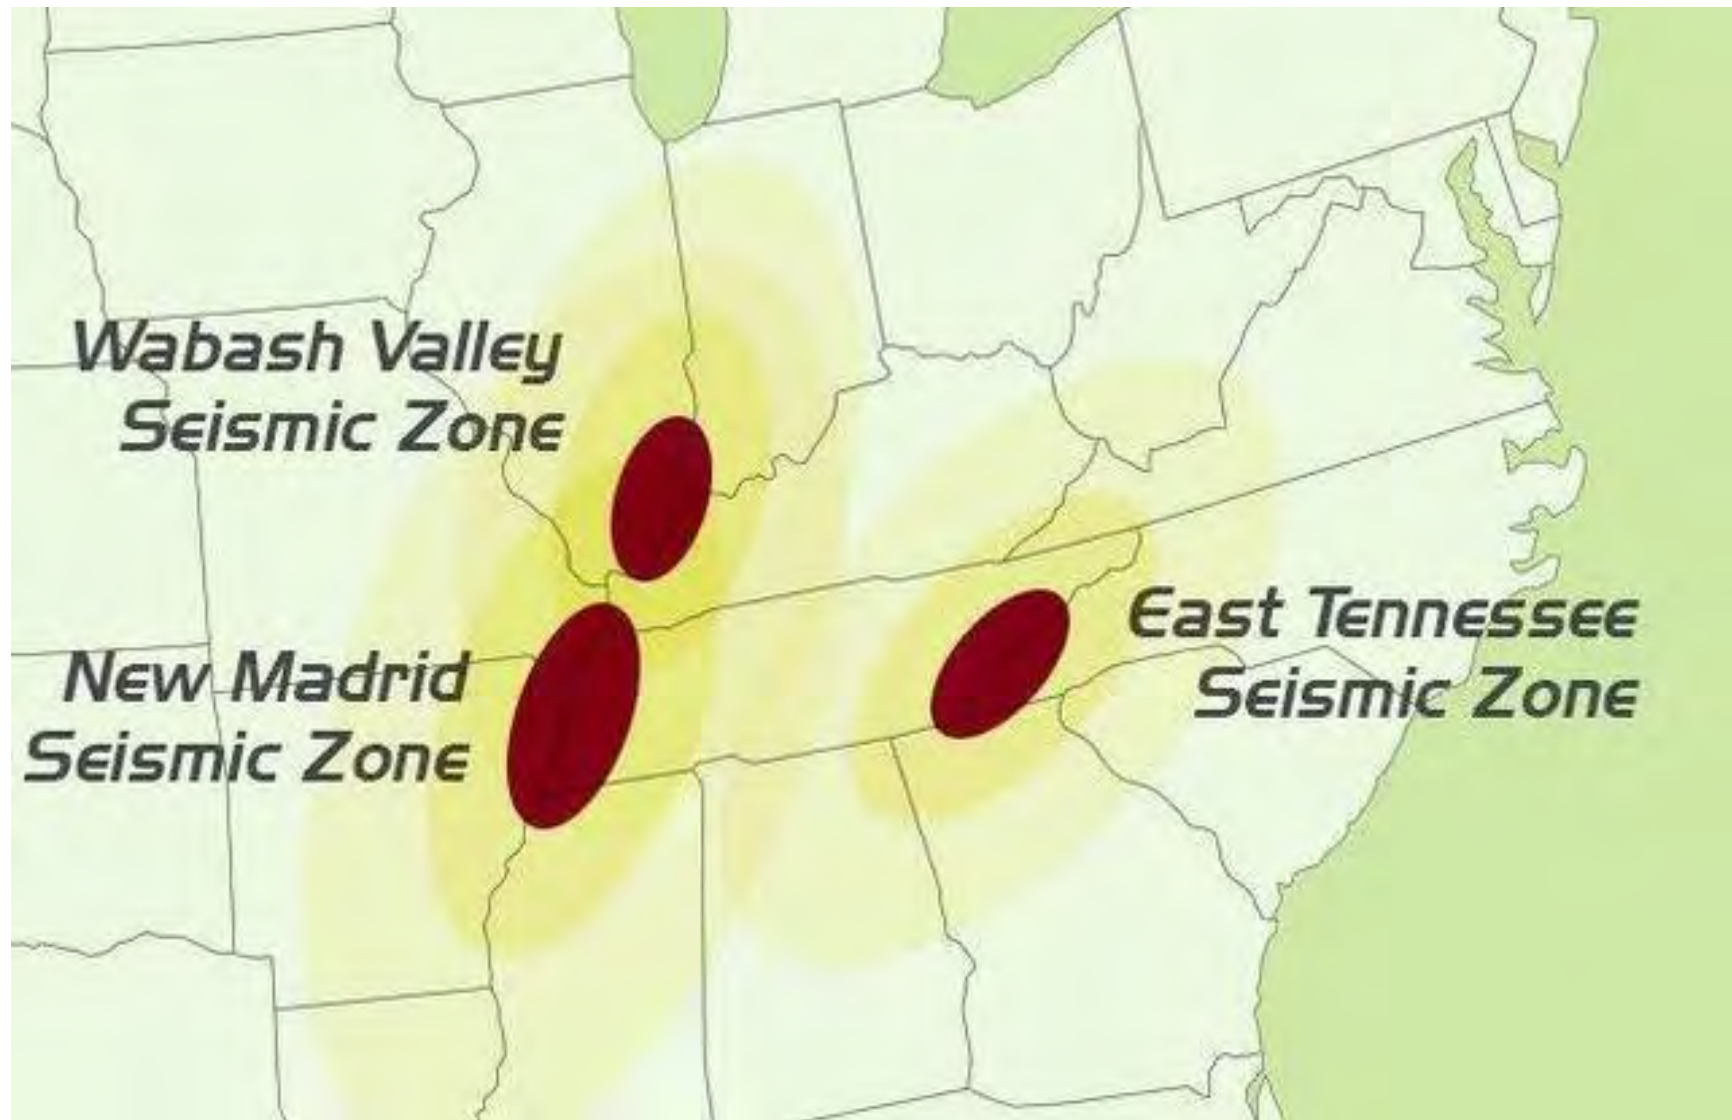 Wabash Valley
Seismic Zone
New Madrid
Seismic Zone
East Tennessee
Seismic Zone